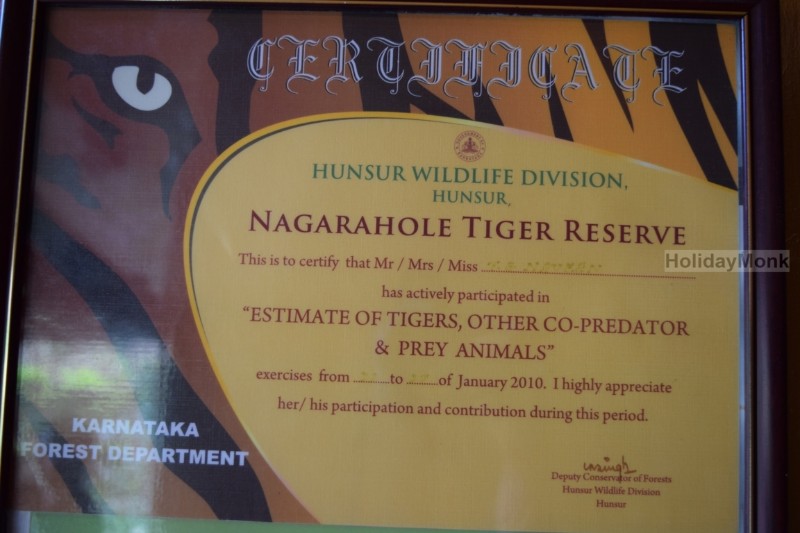 CERTIFICATE
HUNSUR WILDLIFE DIVISION,
HUNSUR,
NAGARAHOLE TIGER RESERVE
This is to certify that Mr / Mrs / Miss
HolidayMonk
has actively participated in
“ESTIMATE OF TIGERS, OTHER CO-PREDATOR
& PREY ANIMALS”
exercises from to of January 2010. I highly appreciate
her/ his participation and contribution during this period.
KARNATAKA
FOREST DEPARTMENT
Deputy Conservator of Forests
Hunsur Wildlife Division
Hunsur